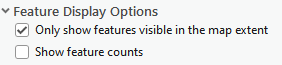 Feature Display Options
Only show features visible in the map extent
Show feature counts